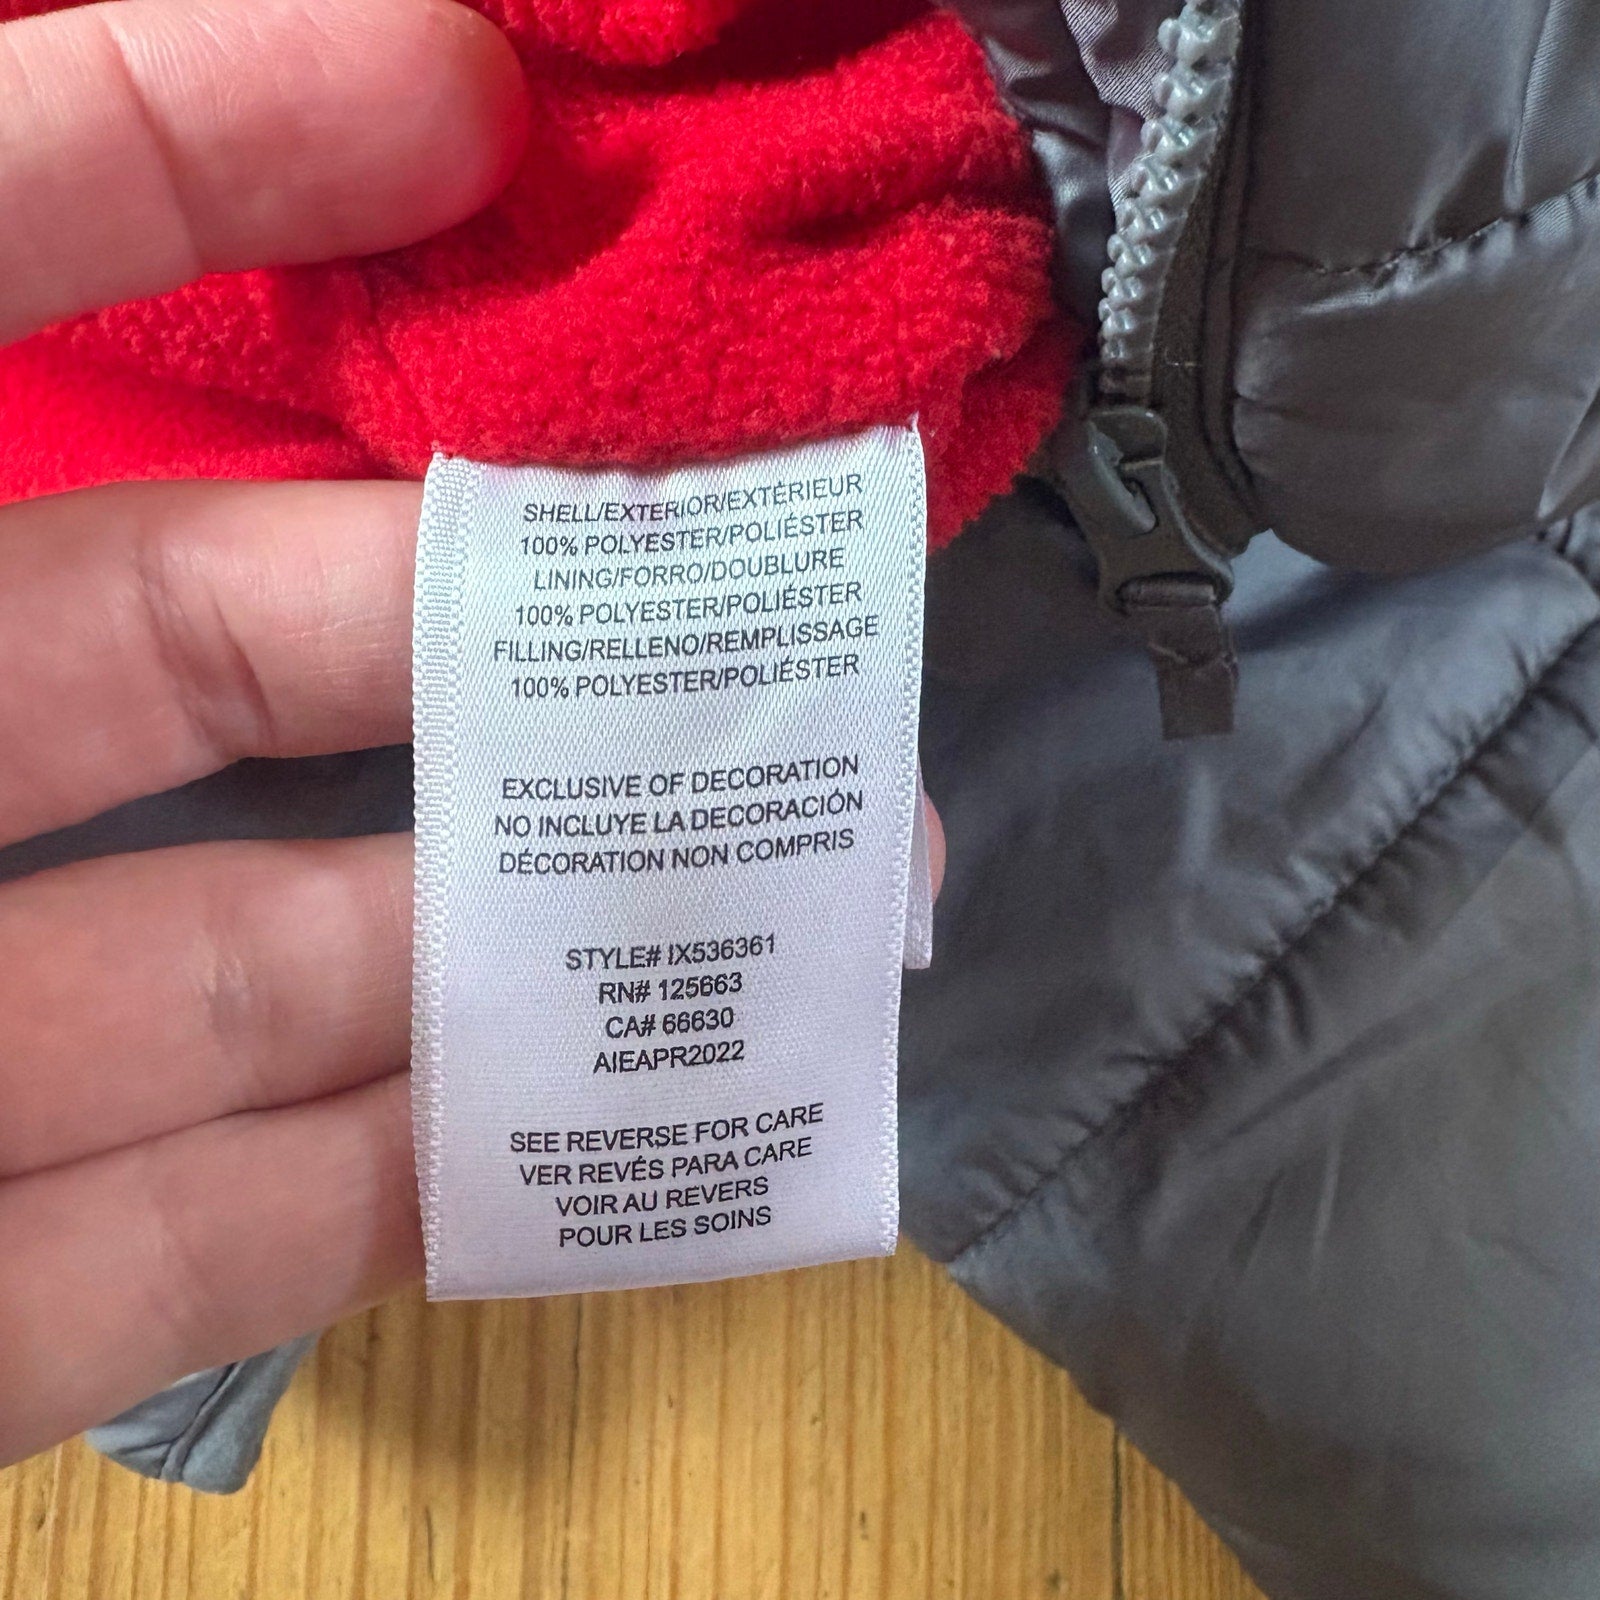 SHELL/EXTERIOR/EXTÉRIEUR
100% POLYESTER/POLIÉSTER
LINING/FORRO/DOUBLURE
100% POLYESTER/POLIÉSTER
FILLING/RELLENO/REMPLISSAGE
100% POLYESTER/POLIÉSTER
EXCLUSIVE OF DECORATION
NO INCLUYE LA DECORACIÓN
DÉCORATION NON COMPRIS
STYLE# IX536361
RN# 125663
CA# 66630
AIEAPR2022
SEE REVERSE FOR CARE
VER REVÉS PARA CARE
VOIR AU REVERS
POUR LES SOINS